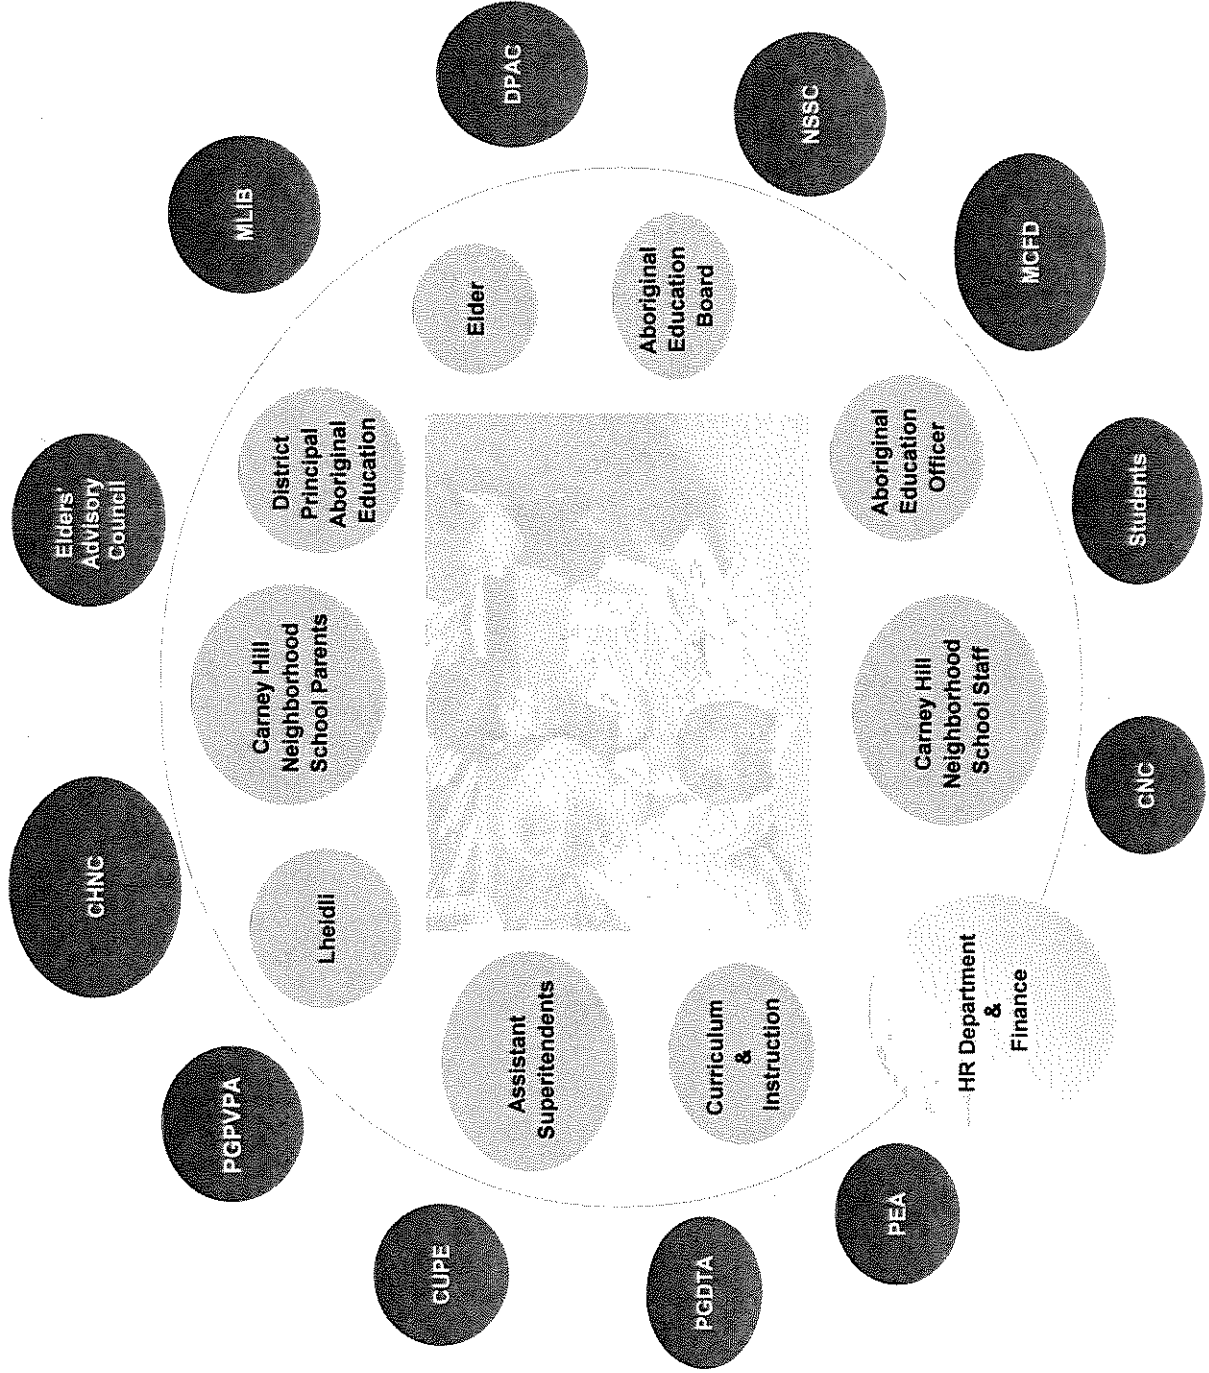 Elders'
Advisory
Council
MLIB
DPAC
NSSC
MCFD
Students
CNC
PEA
PGDTA
CUPE
PGPVPA
CHNC
Carney Hill
Neighborhood
School Parents
District
Principal
Aboriginal
Education
Elder
Aboriginal
Education
Board
Aboriginal
Education
Officer
Carney Hill
Neighborhood
School Staff
HR Department
&
Finance
Curriculum
&
Instruction
Assistant
Superitendents
Lheidli